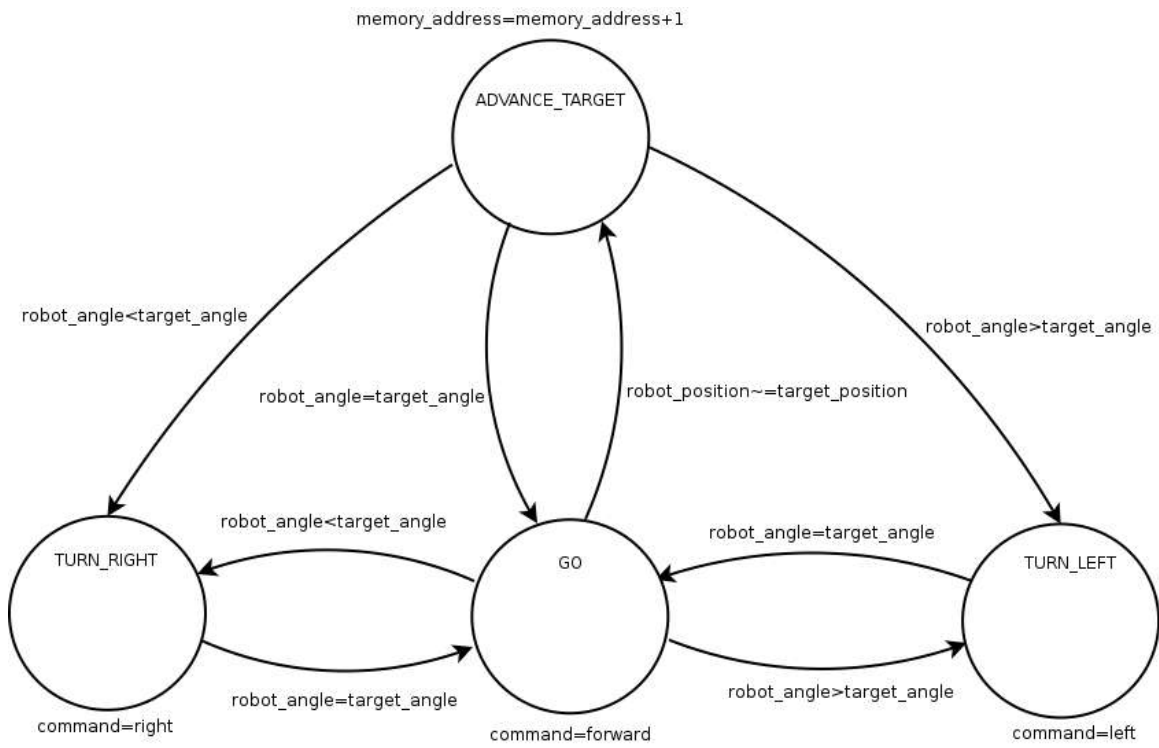 memory_address=memory_address+1
ADVANCE_TARGET
robot_angle<target_angle
robot_angle>target_angle
robot_angle=target_angle
robot_position~=target_position
robot_angle<target_angle
robot_angle=target_angle
TURN_RIGHT
GO
TURN_LEFT
robot_angle=target_angle
robot_angle>target_angle
command=right
command=forward
command=left